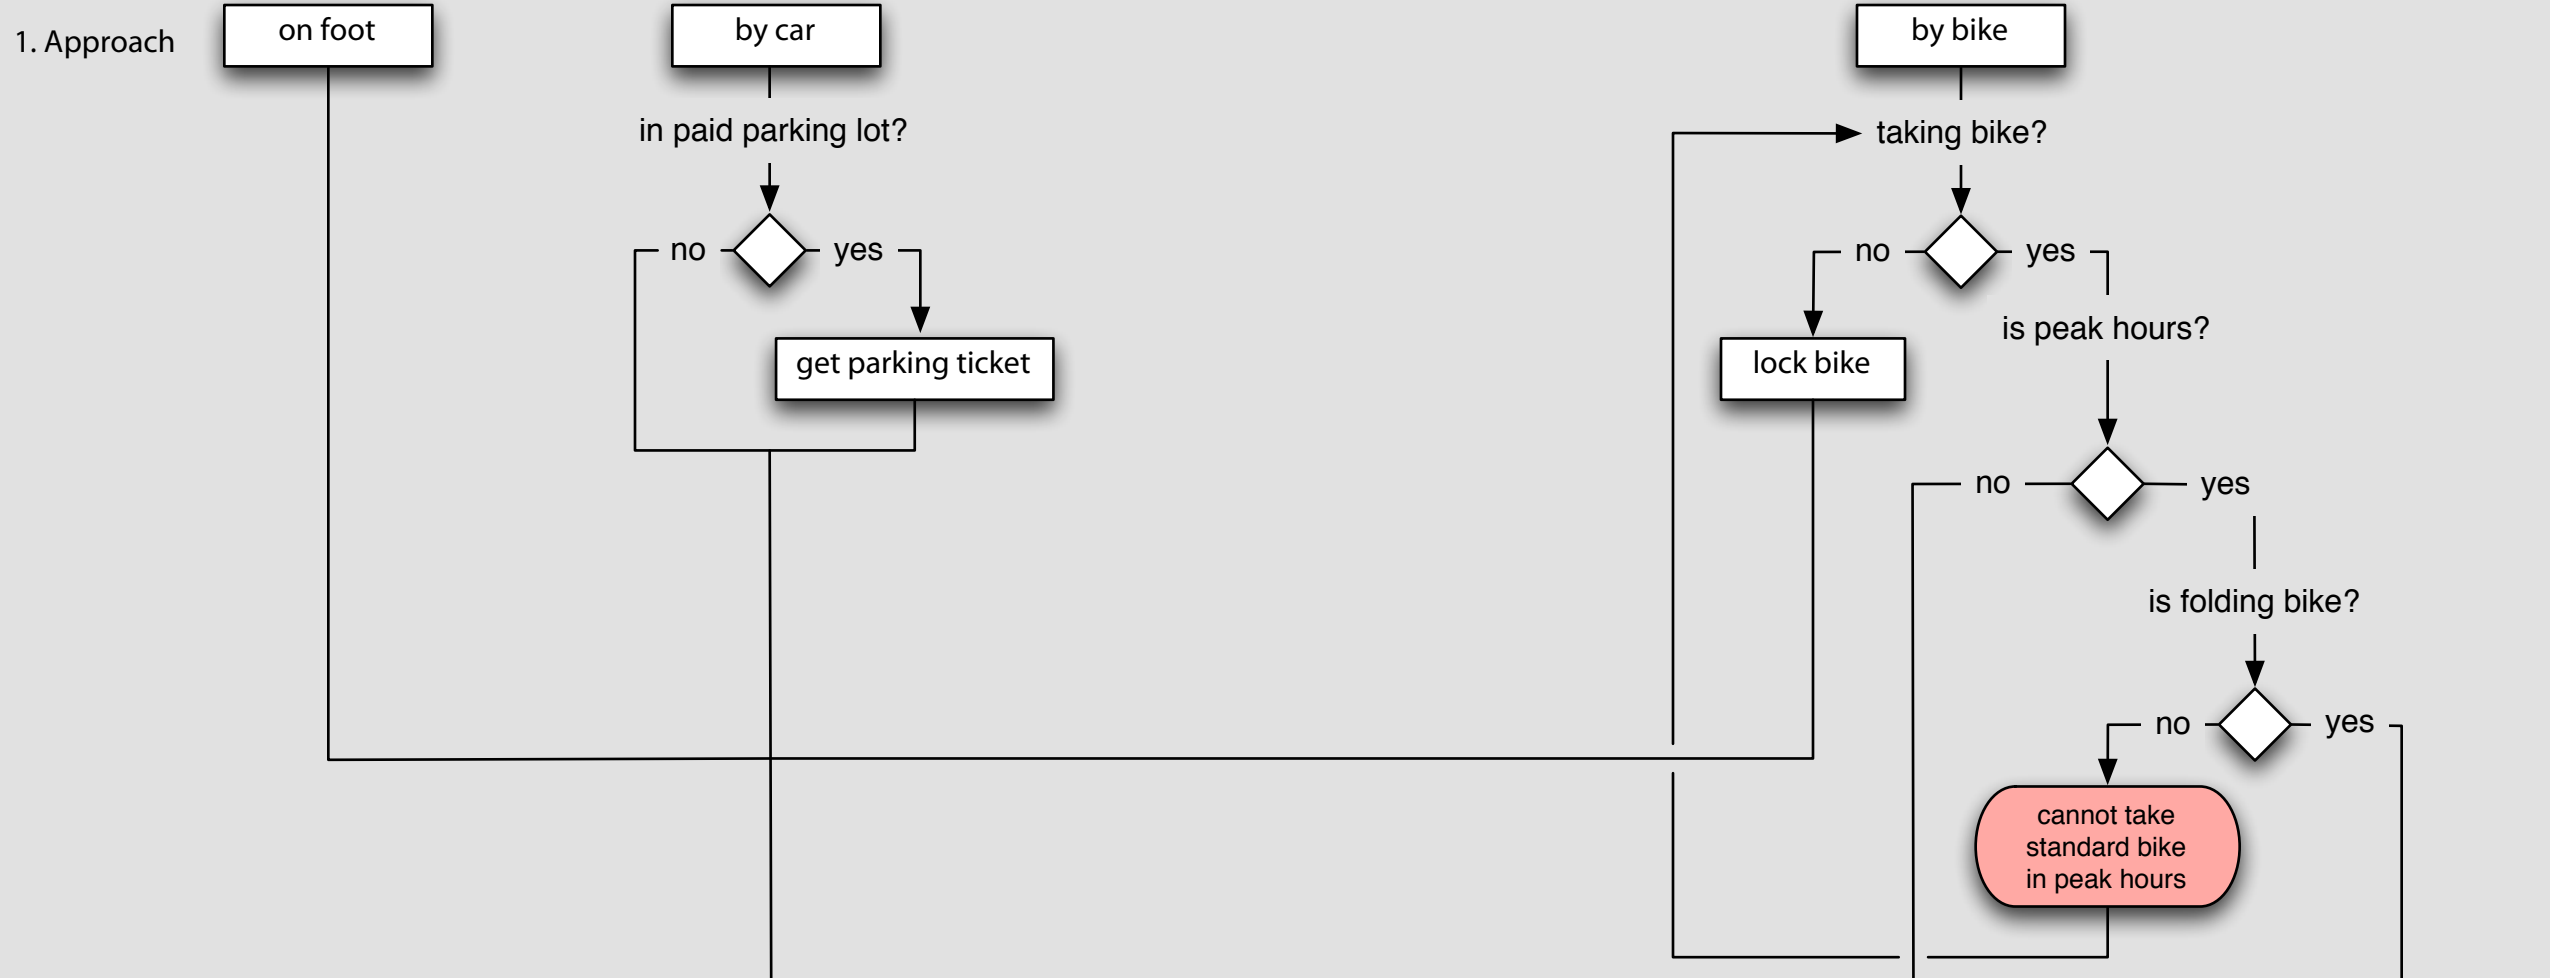 1. Approach
on foot
by car
by bike
in paid parking lot?
taking bike?
no
yes
no
yes
get parking ticket
lock bike
is peak hours?
no
yes
is folding bike?
no
yes
cannot take
standard bike
in peak hours